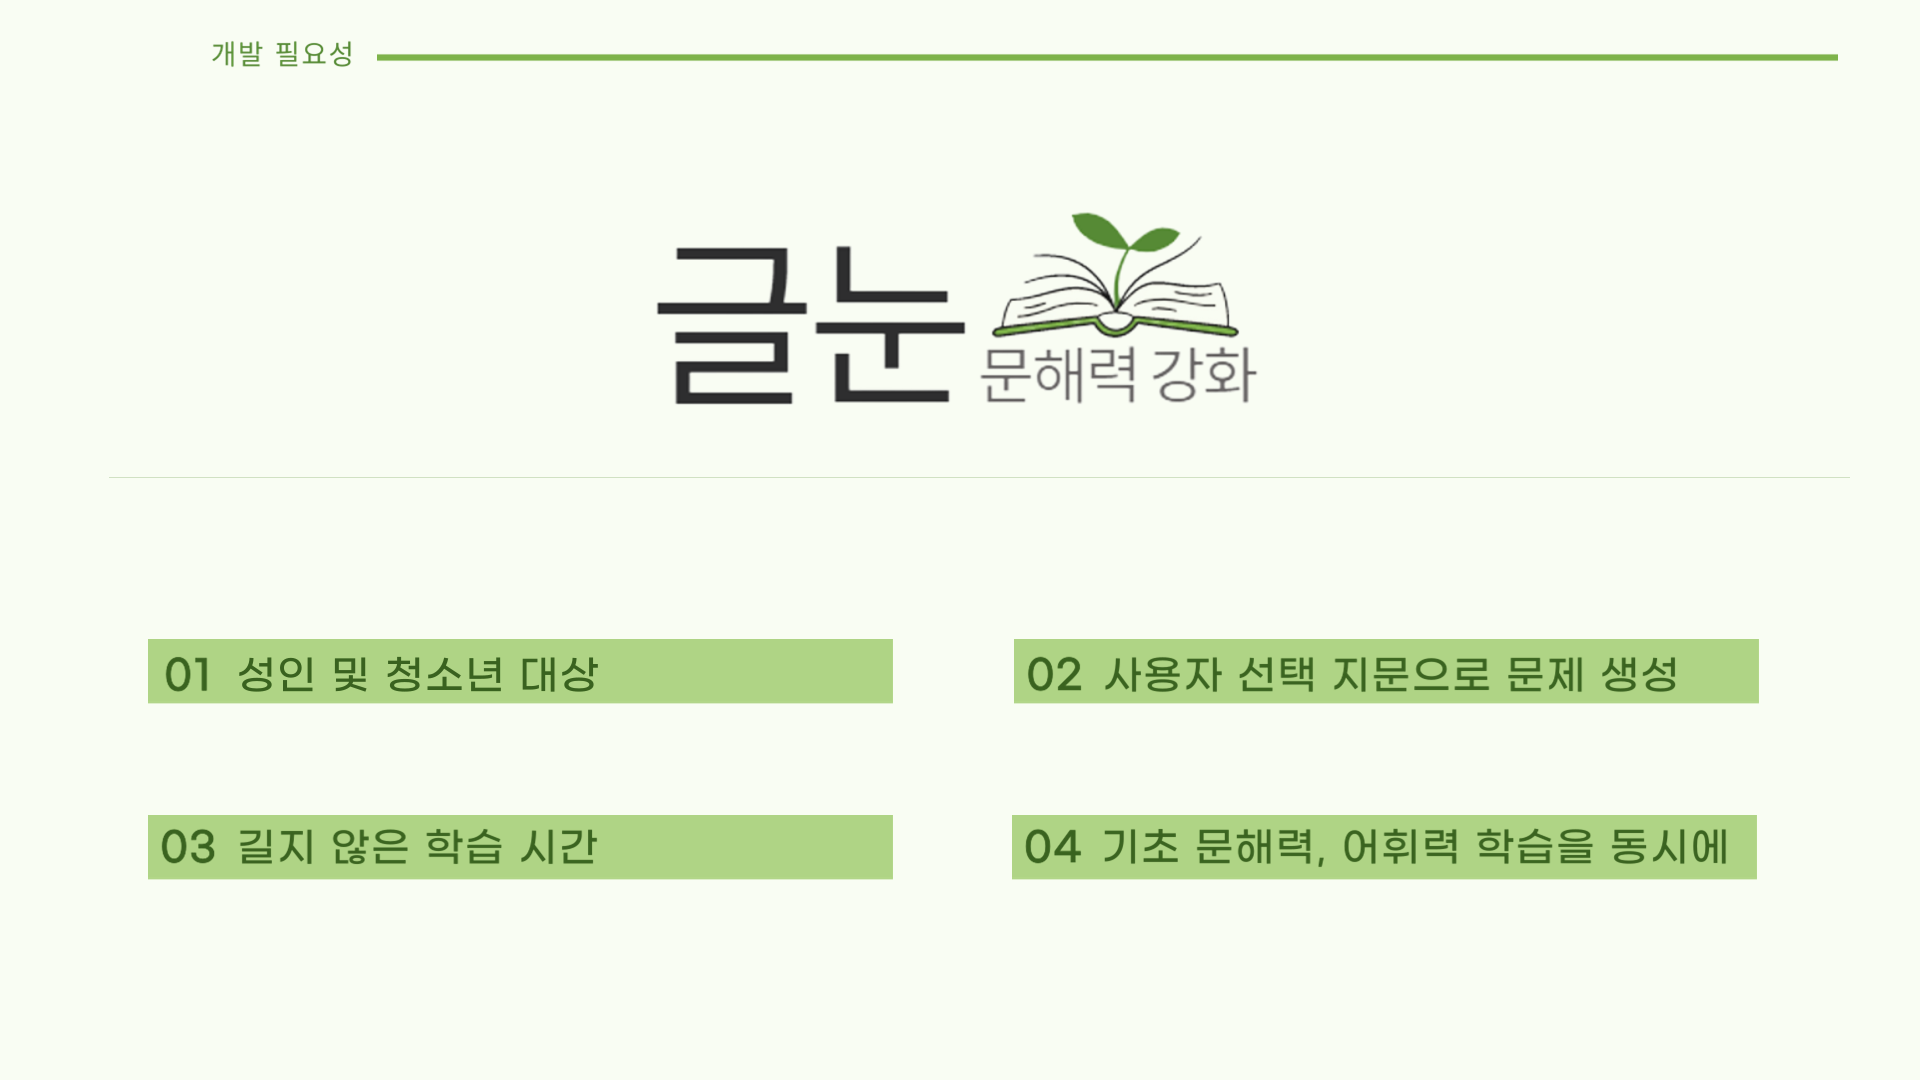 개발 필요성
글눈
문해력 강화
01 성인 및 청소년 대상
02 사용자 선택 지문으로 문제 생성
03 길지 않은 학습 시간
04 기초 문해력, 어휘력 학습을 동시에